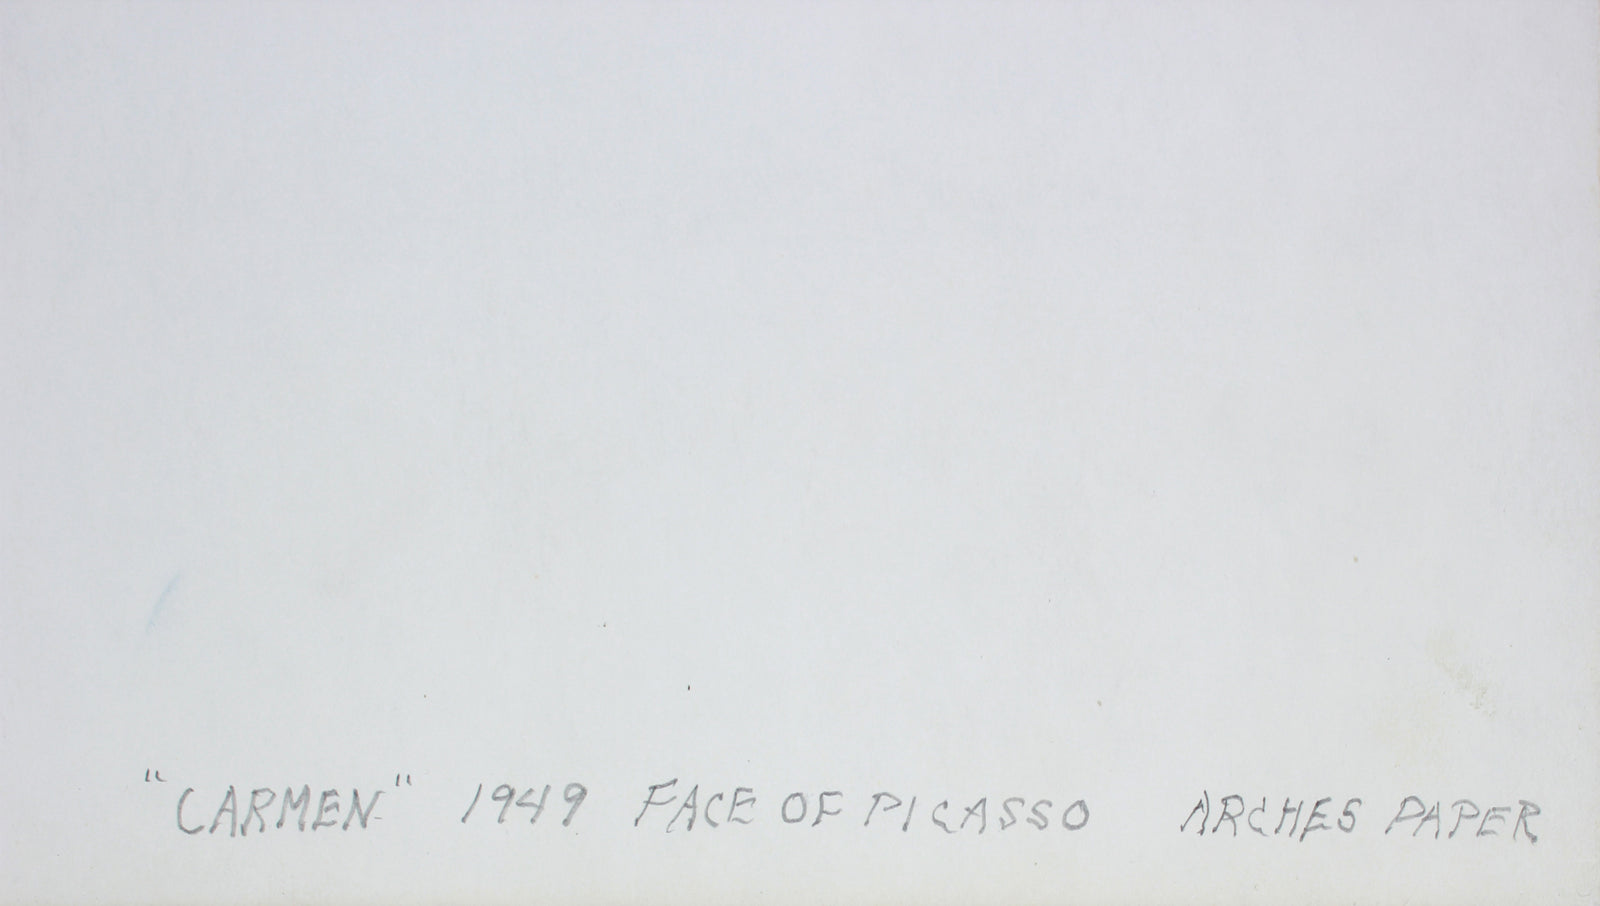 "CARMEN" 1949 FACE OF PICASSO ARCHES PAPER